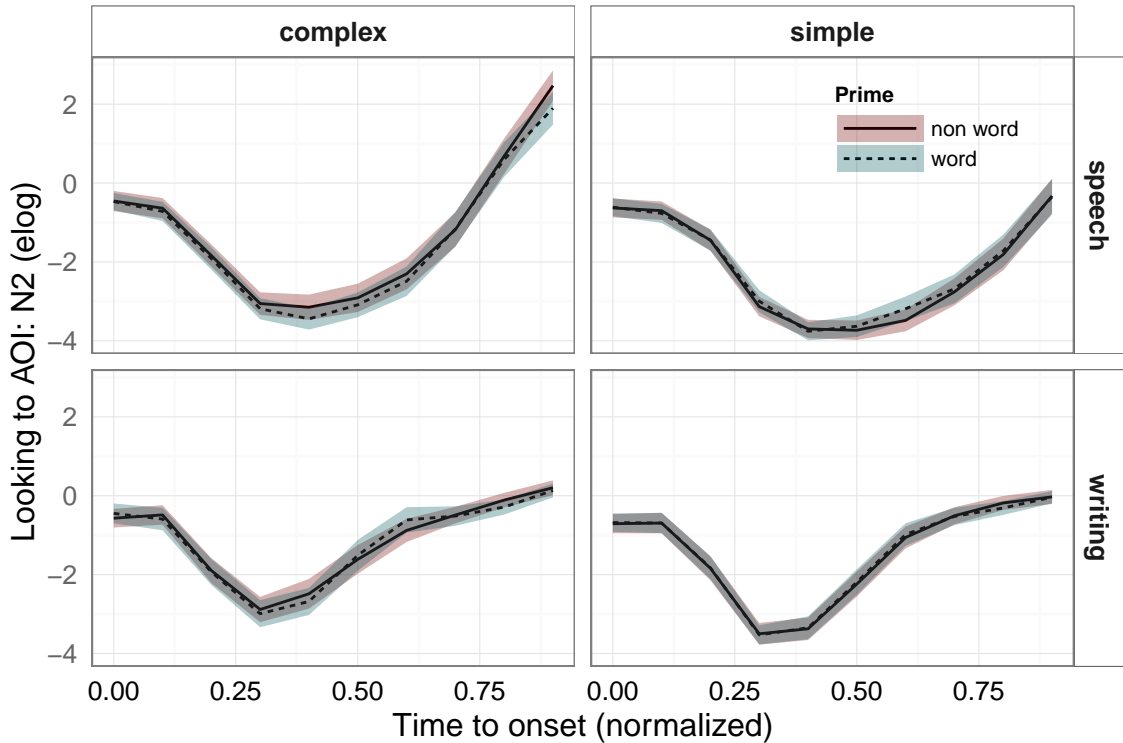 complex
simple
Looking to AOI: N2 (elog)
2
0
−2
−4
Prime
non word
word
speech
2
0
−2
−4
writing
0.00 0.25 0.50 0.75
0.00 0.25 0.50 0.75
Time to onset (normalized)